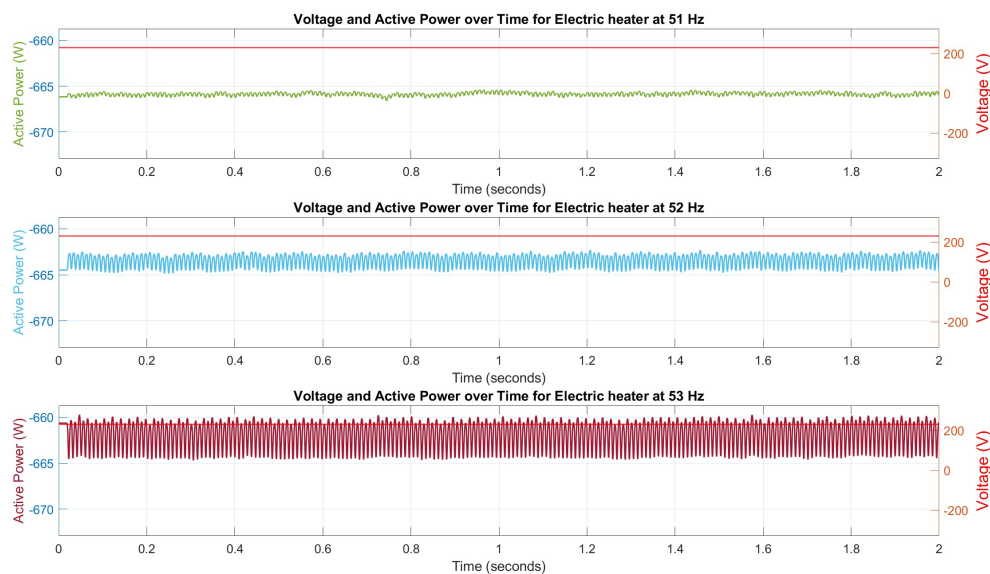 Voltage and Active Power over Time for Electric heater at 51 Hz
Active Power (W)
-660
-665
-670
200
0
-200
Voltage (V)
0 0.2 0.4 0.6 0.8 1 1.2 1.4 1.6 1.8 2
Time (seconds)
Voltage and Active Power over Time for Electric heater at 52 Hz
Active Power (W)
-660
-665
-670
200
0
-200
Voltage (V)
0 0.2 0.4 0.6 0.8 1 1.2 1.4 1.6 1.8 2
Time (seconds)
Voltage and Active Power over Time for Electric heater at 53 Hz
Active Power (W)
-660
-665
-670
200
0
-200
Voltage (V)
0 0.2 0.4 0.6 0.8 1 1.2 1.4 1.6 1.8 2
Time (seconds)